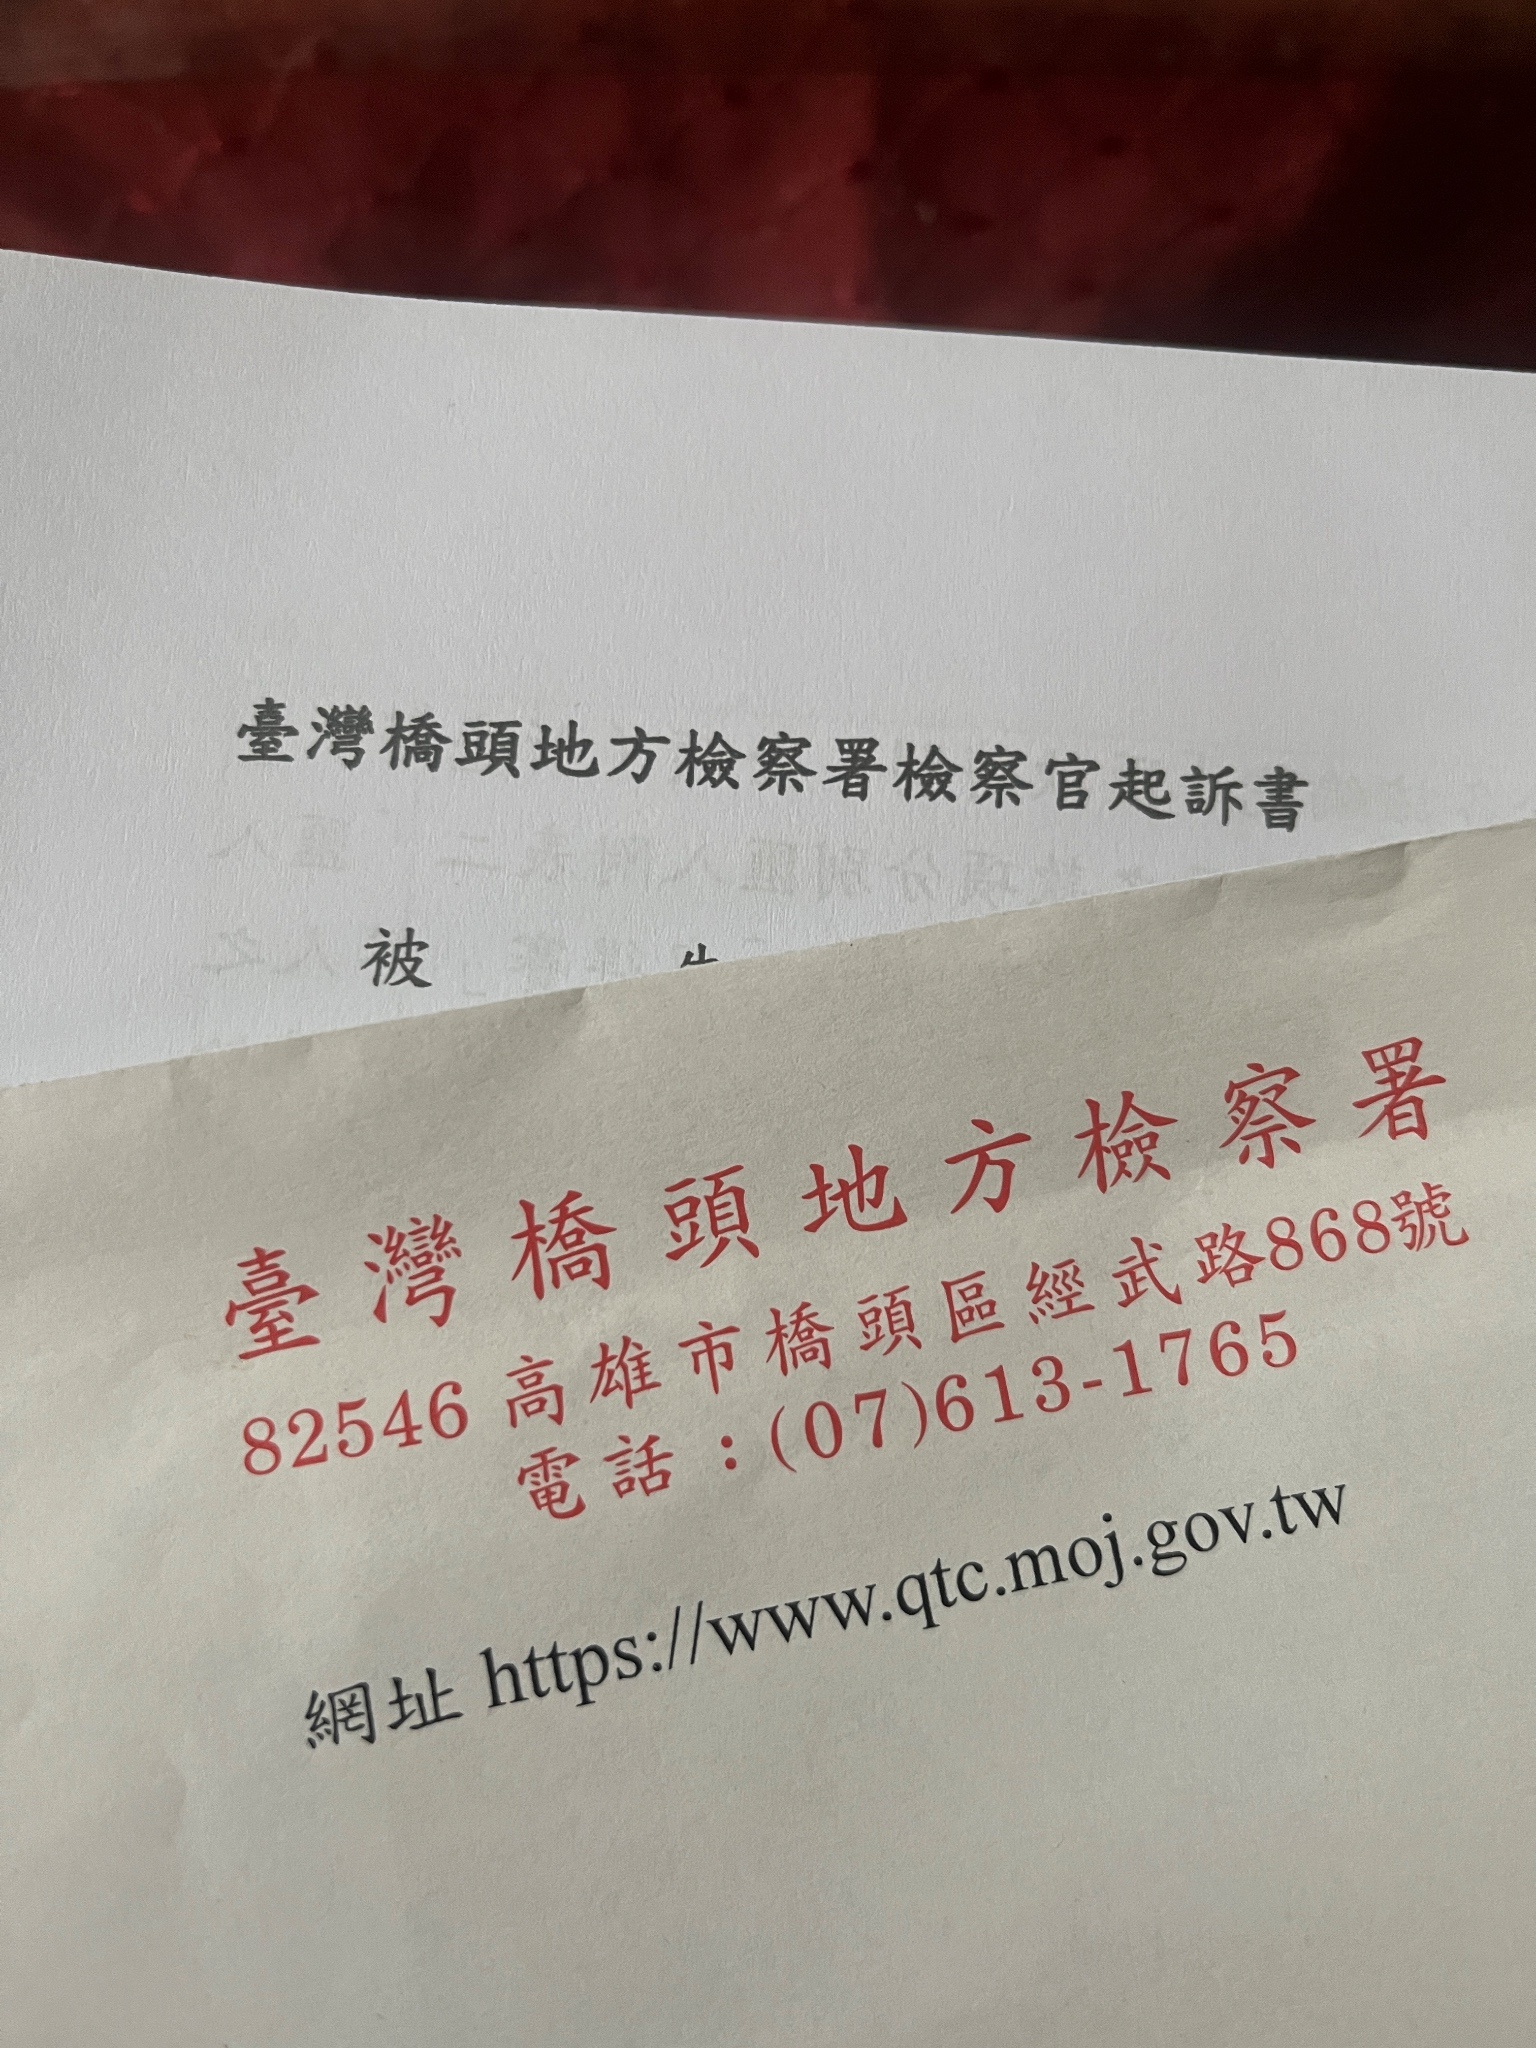 臺灣橋頭地方檢察署檢察官起訴書
被
臺灣橋頭地方檢察署
82546 高雄市橋頭區經武路868號
電話：(07)613-1765
網址 https://www.qtc.moj.gov.tw